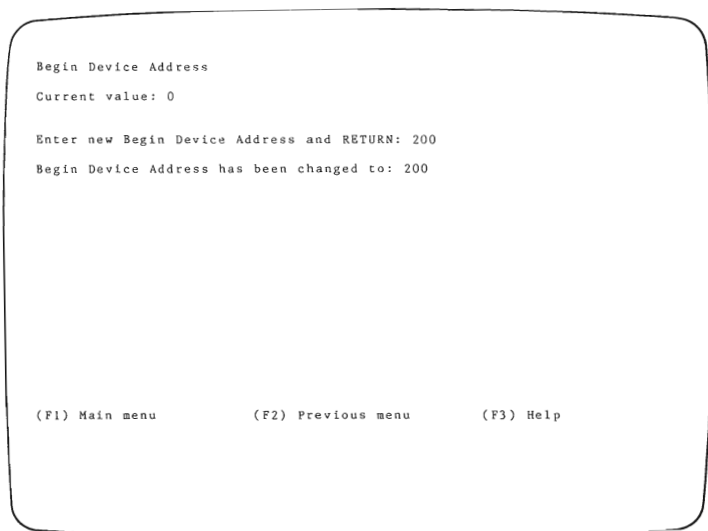 Begin Device Address
Current value: 0
Enter new Begin Device Address and RETURN: 200
Begin Device Address has been changed to: 200
(F1) Main menu (F2) Previous menu (F3) Help